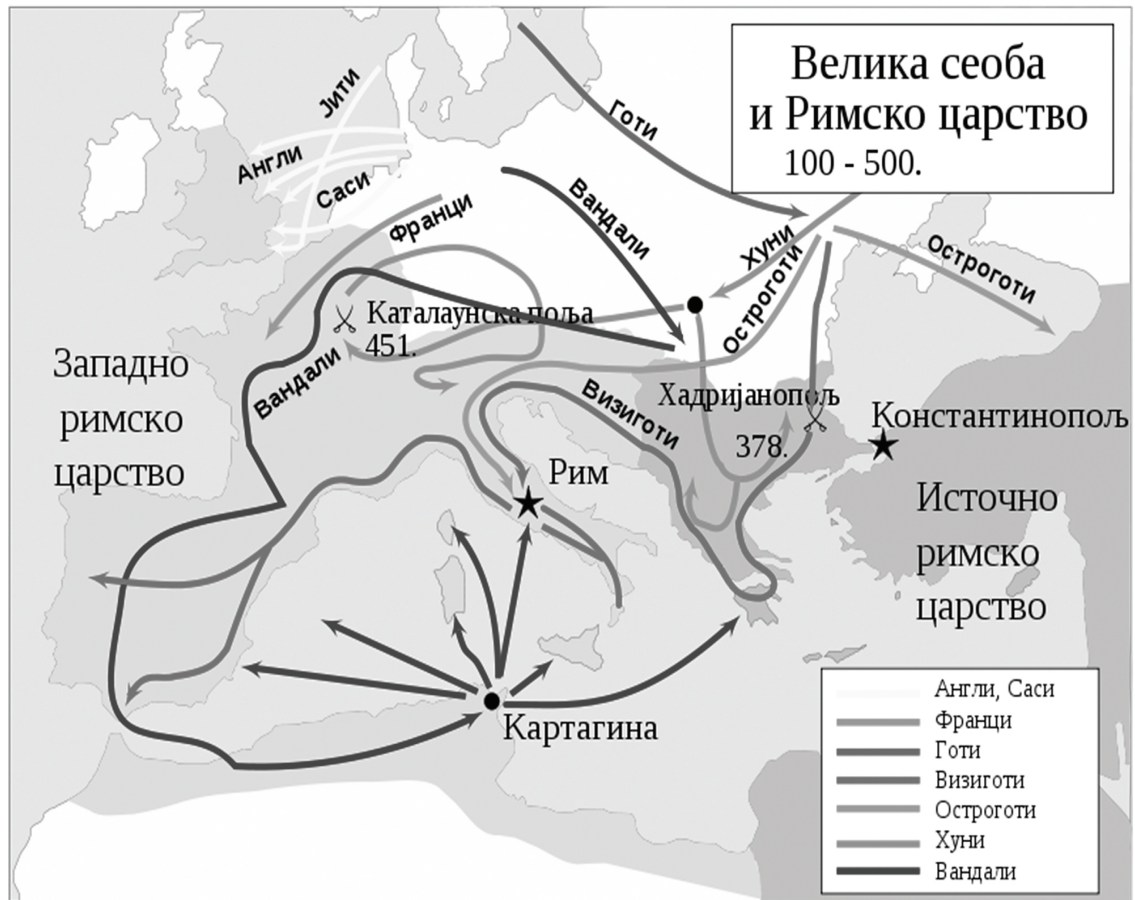 Велика сеоба
и Римско царство
100 - 500.
Јити
Англи
Саси
Франци
Готи
Вандали
Хуни
Остроготи
Остроготи
Каталаунска поља
451.
Западно
римско
царство
Вандали
Визиготи
Хадријанопољ
378.
Константинопољ
Рим
Источно
римско
царство
Картагина
Англи, Саси
Франци
Готи
Визиготи
Остроготи
Хуни
Вандали